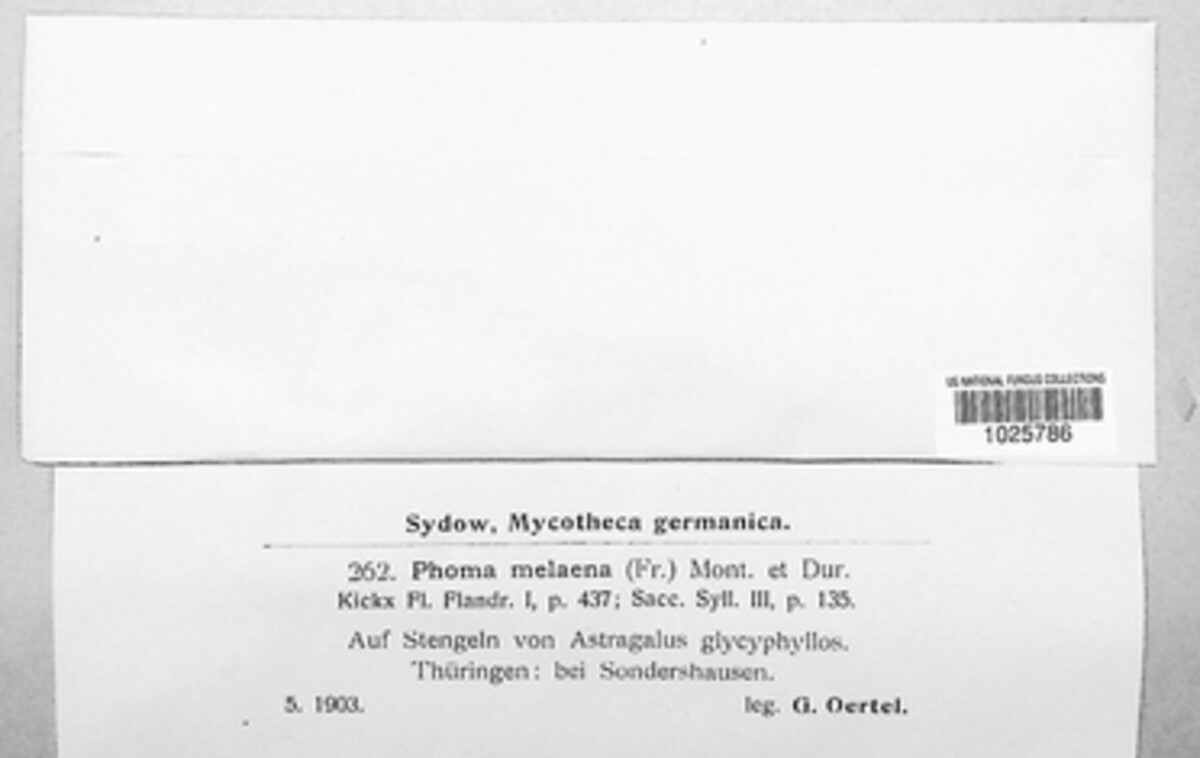 US NATIONAL FUNGUS COLLECTIONS
1025786
Sydow, Mycotheca germanica.
262. Phoma melaena (Fr.) Mont. et Dur.
Kickx Fl. Flandr. I, p. 437; Sacc. Syll. III, p. 135.
Auf Stengeln von Astragalus glycyphyllos.
Thüringen: bei Sondershausen.
5. 1903. leg. G. Oertel.